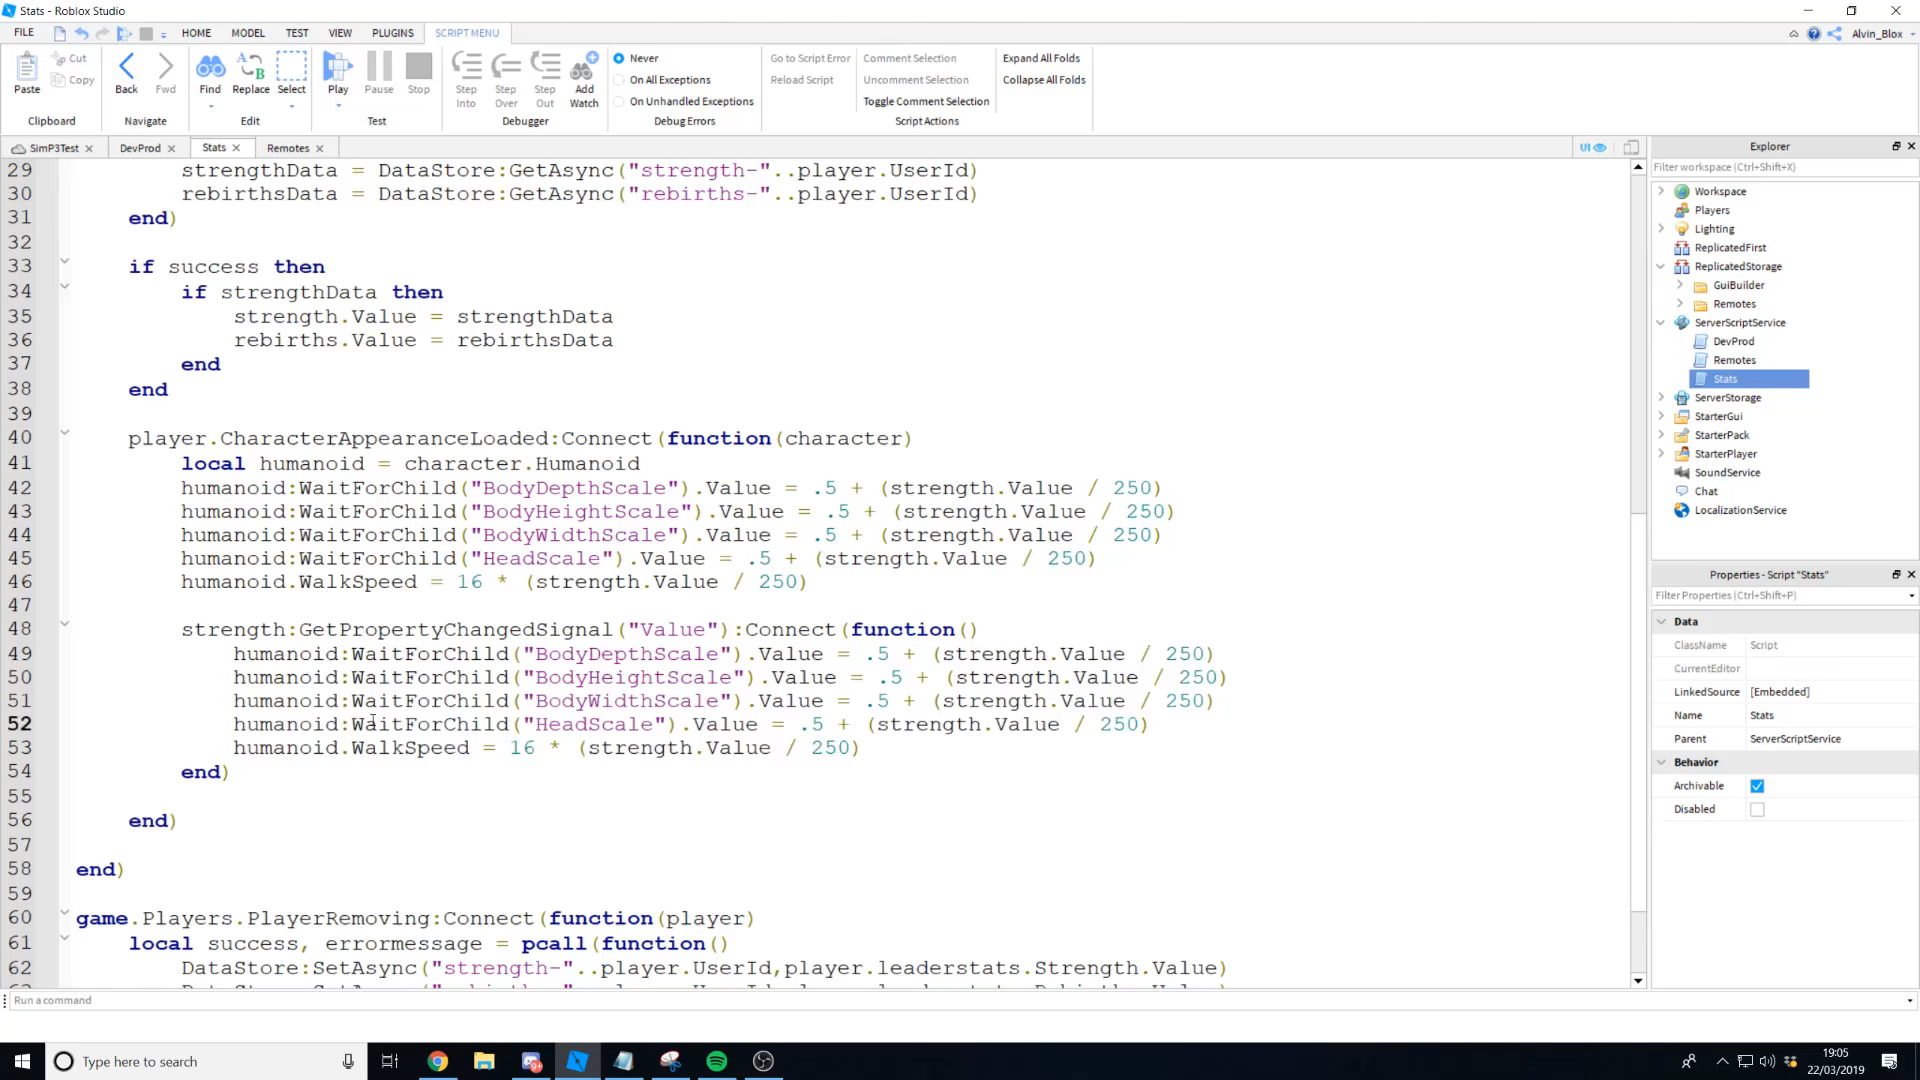 Stats - Roblox Studio
FILE HOME MODEL TEST VIEW PLUGINS SCRIPT MENU Alvin_Blox
Paste Cut Copy Back Fwd Find Replace Select Play Pause Stop Step Into Step Over Step Out Add Watch
Never
On All Exceptions
On Unhandled Exceptions
Go to Script Error
Reload Script
Comment Selection
Uncomment Selection
Toggle Comment Selection
Expand All Folds
Collapse All Folds
Clipboard Navigate Edit Test Debugger Debug Errors Script Actions
SimP3Test DevProd Stats Remotes UI
29 strengthData = DataStore:GetAsync("strength-"..player.UserId)
30 rebirthsData = DataStore:GetAsync("rebirths-"..player.UserId)
31 end)
32
33 if success then
34 if strengthData then
35 strength.Value = strengthData
36 rebirths.Value = rebirthsData
37 end
38 end
39
40 player.CharacterAppearanceLoaded:Connect(function(character)
41 local humanoid = character.Humanoid
42 humanoid:WaitForChild("BodyDepthScale").Value = .5 + (strength.Value / 250)
43 humanoid:WaitForChild("BodyHeightScale").Value = .5 + (strength.Value / 250)
44 humanoid:WaitForChild("BodyWidthScale").Value = .5 + (strength.Value / 250)
45 humanoid:WaitForChild("HeadScale").Value = .5 + (strength.Value / 250)
46 humanoid.WalkSpeed = 16 * (strength.Value / 250)
47
48 strength:GetPropertyChangedSignal("Value"):Connect(function()
49 humanoid:WaitForChild("BodyDepthScale").Value = .5 + (strength.Value / 250)
50 humanoid:WaitForChild("BodyHeightScale").Value = .5 + (strength.Value / 250)
51 humanoid:WaitForChild("BodyWidthScale").Value = .5 + (strength.Value / 250)
52 humanoid:WaitForChild("HeadScale").Value = .5 + (strength.Value / 250)
53 humanoid.WalkSpeed = 16 * (strength.Value / 250)
54 end)
55
56 end)
57
58 end)
59
60 game.Players.PlayerRemoving:Connect(function(player)
61 local success, errormessage = pcall(function()
62 DataStore:SetAsync("strength-"..player.UserId,player.leaderstats.Strength.Value)
Run a command
Explorer
Filter workspace (Ctrl+Shift+X)
Workspace
Players
Lighting
ReplicatedFirst
ReplicatedStorage
GuiBuilder
Remotes
ServerScriptService
DevProd
Remotes
Stats
ServerStorage
StarterGui
StarterPack
StarterPlayer
SoundService
Chat
LocalizationService
Properties - Script "Stats"
Filter Properties (Ctrl+Shift+P)
Data
ClassName Script
CurrentEditor
LinkedSource [Embedded]
Name Stats
Parent ServerScriptService
Behavior
Archivable
Disabled
Type here to search
19:05
22/03/2019